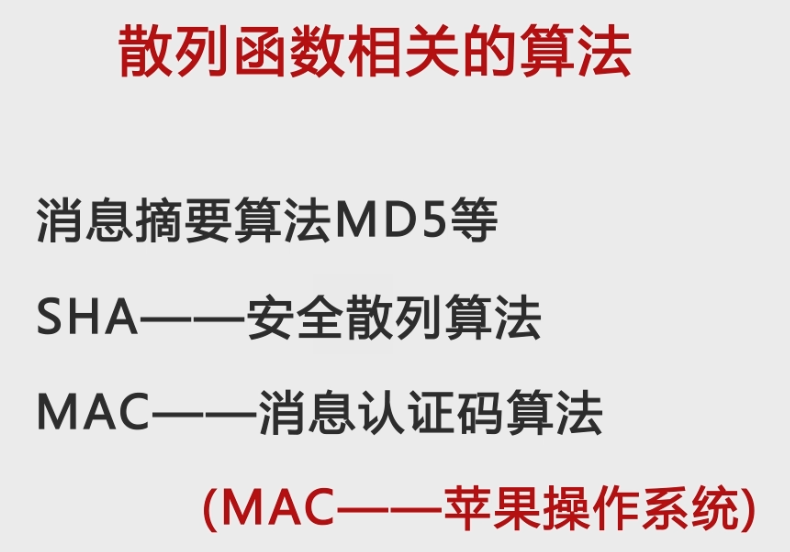 散列函数相关的算法
消息摘要算法MD5等
SHA——安全散列算法
MAC——消息认证码算法
(MAC——苹果操作系统)